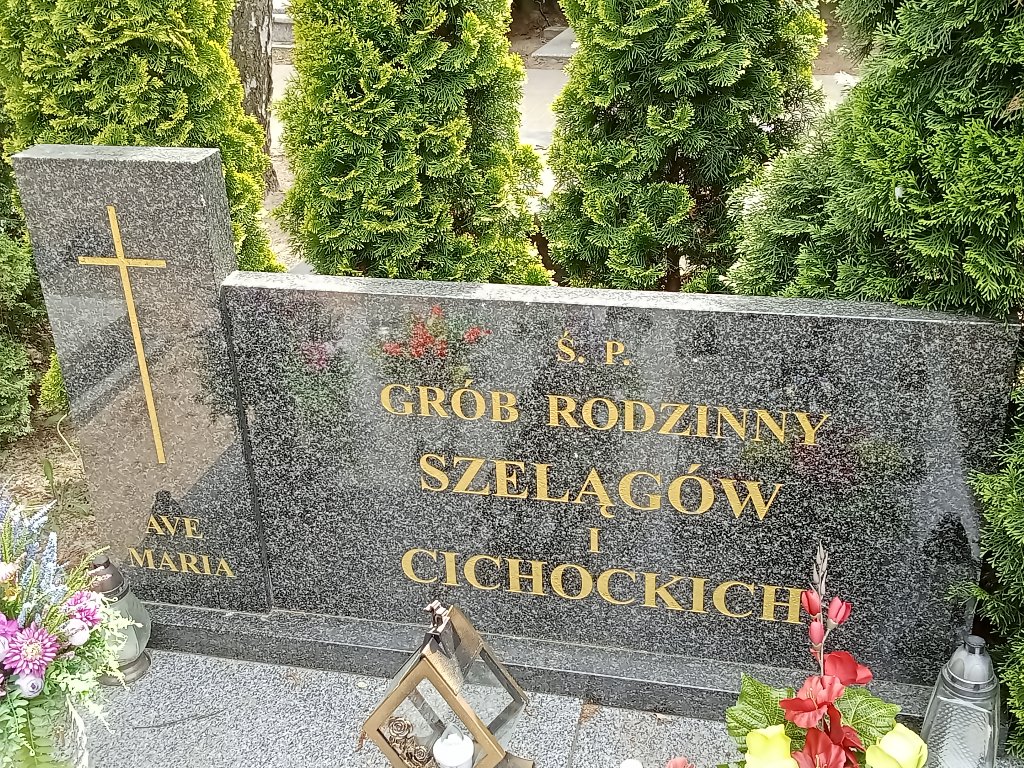 AVE
MARIA
Ś. P.
GRÓB RODZINNY
SZELĄGÓW
I
CICHOCKICH